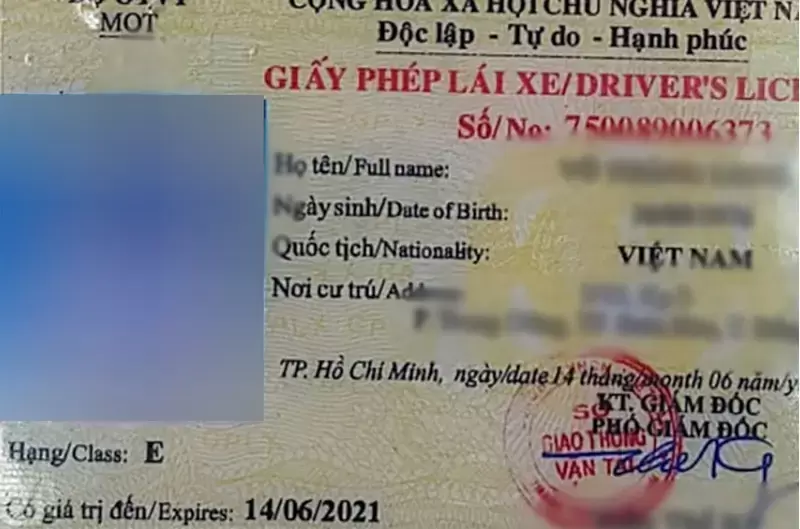 MOT
CỘNG HÒA XÃ HỘI CHỦ NGHĨA VIỆT NA
Độc lập - Tự do - Hạnh phúc
GIẤY PHÉP LÁI XE/DRIVER'S LIC
Số/No: 750089006373
Họ tên/Full name:
Ngày sinh/Date of Birth:
Quốc tịch/Nationality: VIỆT NAM
Nơi cư trú/Address
TP. Hồ Chí Minh, ngày/date 14 tháng/month 06 năm/y
KT. GIÁM ĐỐC
PHÓ GIÁM ĐỐC
SỞ
GIAO THÔNG
VẬN TẢI
Hạng/Class: E
Có giá trị đến/Expires: 14/06/2021